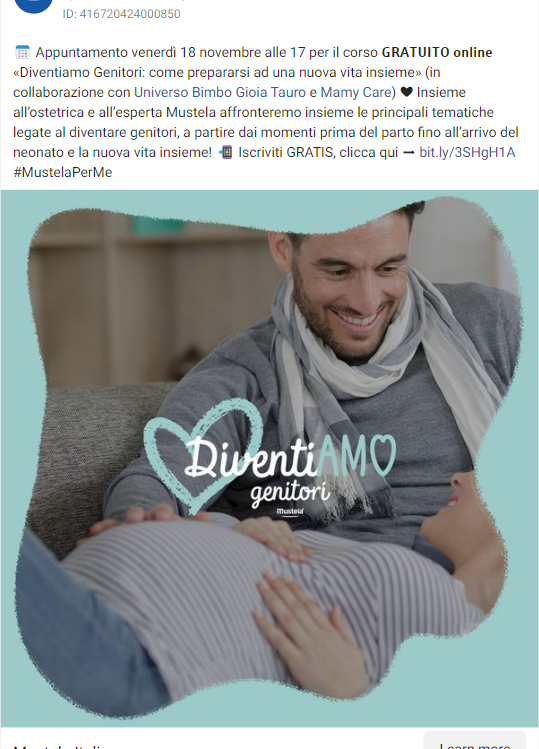 ID: 416720424000850
🗓️ Appuntamento venerdì 18 novembre alle 17 per il corso 𝗚𝗥𝗔𝗧𝗨𝗜𝗧𝗢 𝗼𝗻𝗹𝗶𝗻𝗲
«Diventiamo Genitori: come prepararsi ad una nuova vita insieme» (in
collaborazione con Universo Bimbo Gioia Tauro e Mamy Care) 🖤 Insieme
all’ostetrica e all’esperta Mustela affronteremo insieme le principali tematiche
legate al diventare genitori, a partire dai momenti prima del parto fino all’arrivo del
neonato e la nuova vita insieme! 📲 Iscriviti GRATIS, clicca qui ➡ bit.ly/3SHgH1A
#MustelaPerMe
DiventiAMO
genitori
Mustela
Learn more